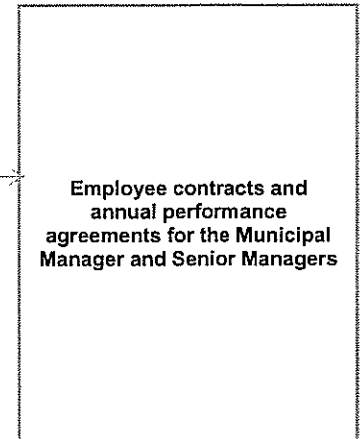 Employee contracts and
annual performance
agreements for the Municipal
Manager and Senior Managers